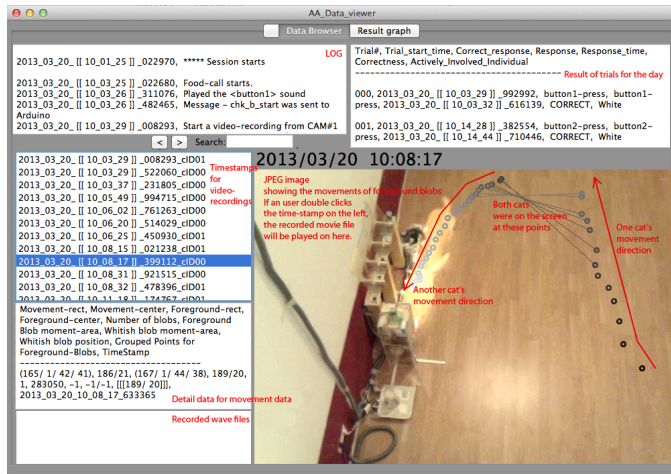 AA_Data_viewer
Data Browser
Result graph
LOG
2013_03_20_ [[ 10_01_25 ]] _022970, ***** Session starts
2013_03_20_ [[ 10_03_25 ]] _022680, Food-call starts.
2013_03_20_ [[ 10_03_26 ]] _311076, Played the <button1> sound
2013_03_20_ [[ 10_03_26 ]] _482465, Message - chk_b_start was sent to
Arduino
2013_03_20_ [[ 10_03_29 ]] _008293, Start a video-recording from CAM#1
Trial#, Trial_start_time, Correct_response, Response, Response_time,
Correctness, Actively_Involved_Individual
----------------------------------------
Result of trials for the day
000, 2013_03_20_ [[ 10_03_29 ]] _992992, button1-press, button1-
press, 2013_03_20_ [[ 10_03_32 ]] _616139, CORRECT, White
001, 2013_03_20_ [[ 10_14_28 ]] _382554, button2-press, button2-
press, 2013_03_20_ [[ 10_14_44 ]] _710446, CORRECT, White
< > Search:
2013_03_20_ [[ 10_03_29 ]] _008293_cID01
2013_03_20_ [[ 10_03_29 ]] _522060_cID00
2013_03_20_ [[ 10_03_37 ]] _231805_cID00
2013_03_20_ [[ 10_05_49 ]] _994715_cID00
2013_03_20_ [[ 10_06_02 ]] _761263_cID00
2013_03_20_ [[ 10_06_20 ]] _514029_cID00
2013_03_20_ [[ 10_06_25 ]] _450930_cID01
2013_03_20_ [[ 10_08_15 ]] _021238_cID01
2013_03_20_ [[ 10_08_17 ]] _399112_cID00
2013_03_20_ [[ 10_08_31 ]] _921515_cID00
2013_03_20_ [[ 10_08_32 ]] _478396_cID01
2013_03_20_ [[ 10_11_18 ]] _174767_cID01
Timestamps
for
video-
recordings
2013/03/20 10:08:17
JPEG image
showing the movements of foreground blobs
If an user double clicks
the time-stamp on the left,
the recorded movie file
will be played on here.
Both cats
were on the screen
at these points
One cat's
movement
direction
Another cat's
movement direction
Movement-rect, Movement-center, Foreground-rect,
Foreground-center, Number of blobs, Foreground
Blob moment-area, Whitish blob moment-area,
Whitish blob position, Grouped Points for
Foreground-Blobs, TimeStamp
-----------------------------------
(165/ 1/ 42/ 41), 186/21, (167/ 1/ 44/ 38), 189/20,
1, 283050, -1, -1/-1, [[[189/ 20]]],
2013_03_20_10_08_17_633365
Detail data for movement data
Recorded wave files